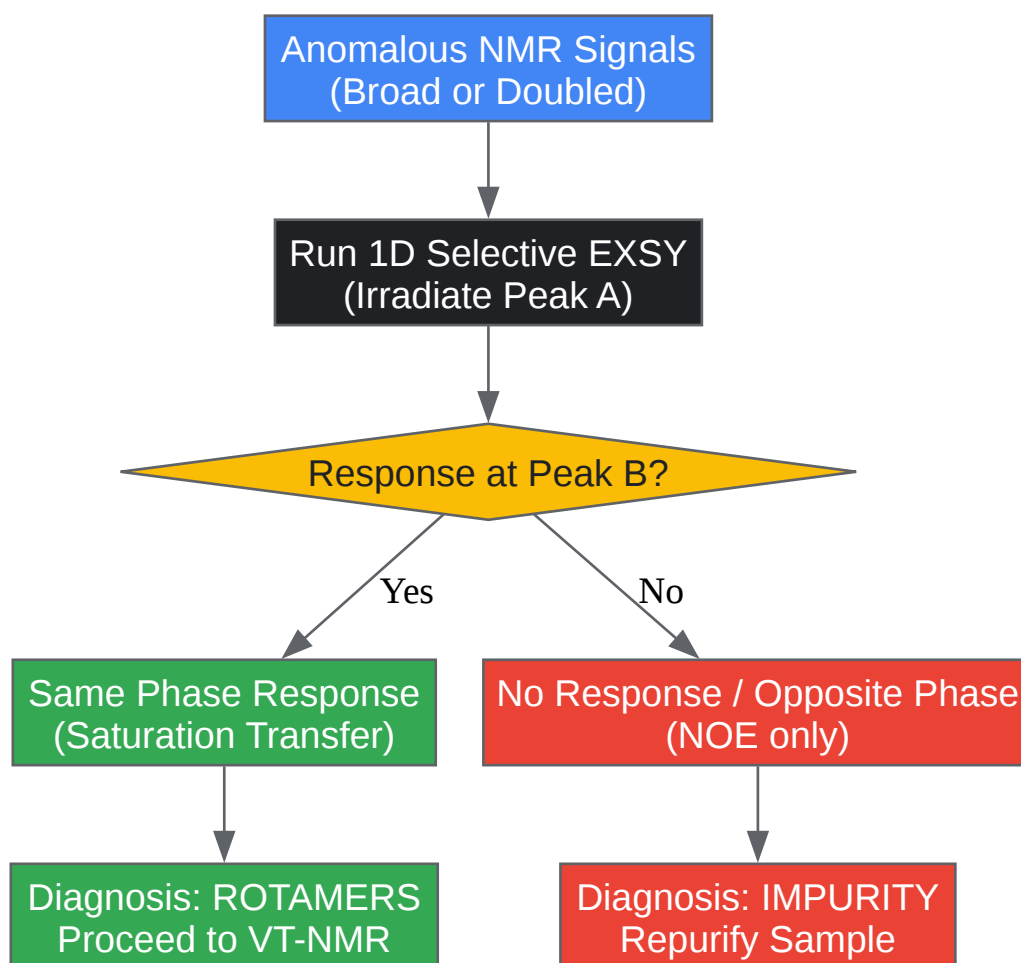 Anomalous NMR Signals
(Broad or Doubled)
Run 1D Selective EXSY
(Irradiate Peak A)
Response at Peak B?
Yes
No
Same Phase Response
(Saturation Transfer)
No Response / Opposite Phase
(NOE only)
Diagnosis: ROTAMERS
Proceed to VT-NMR
Diagnosis: IMPURITY
Repurify Sample